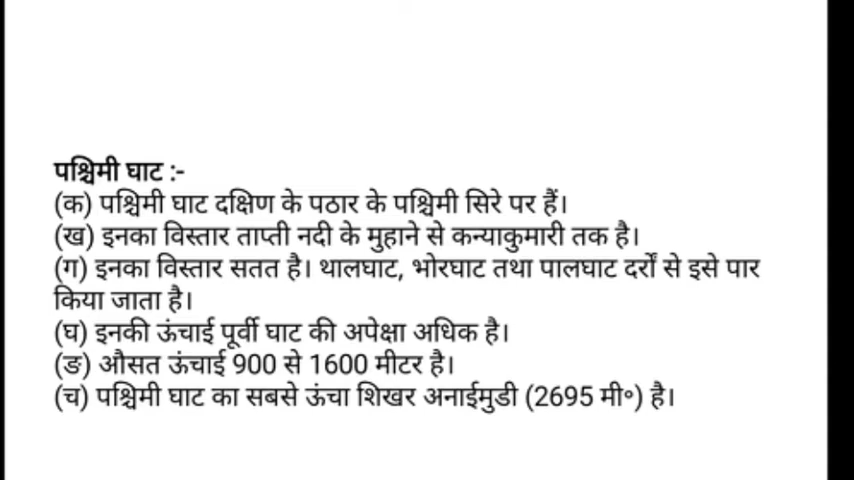 पश्चिमी घाट :-
(क) पश्चिमी घाट दक्षिण के पठार के पश्चिमी सिरे पर हैं।
(ख) इनका विस्तार ताप्ती नदी के मुहाने से कन्याकुमारी तक है।
(ग) इनका विस्तार सतत है। थालघाट, भोरघाट तथा पालघाट दर्रों से इसे पार
किया जाता है।
(घ) इनकी ऊंचाई पूर्वी घाट की अपेक्षा अधिक है।
(ङ) औसत ऊंचाई 900 से 1600 मीटर है।
(च) पश्चिमी घाट का सबसे ऊंचा शिखर अनाईमुडी (2695 मी॰) है।